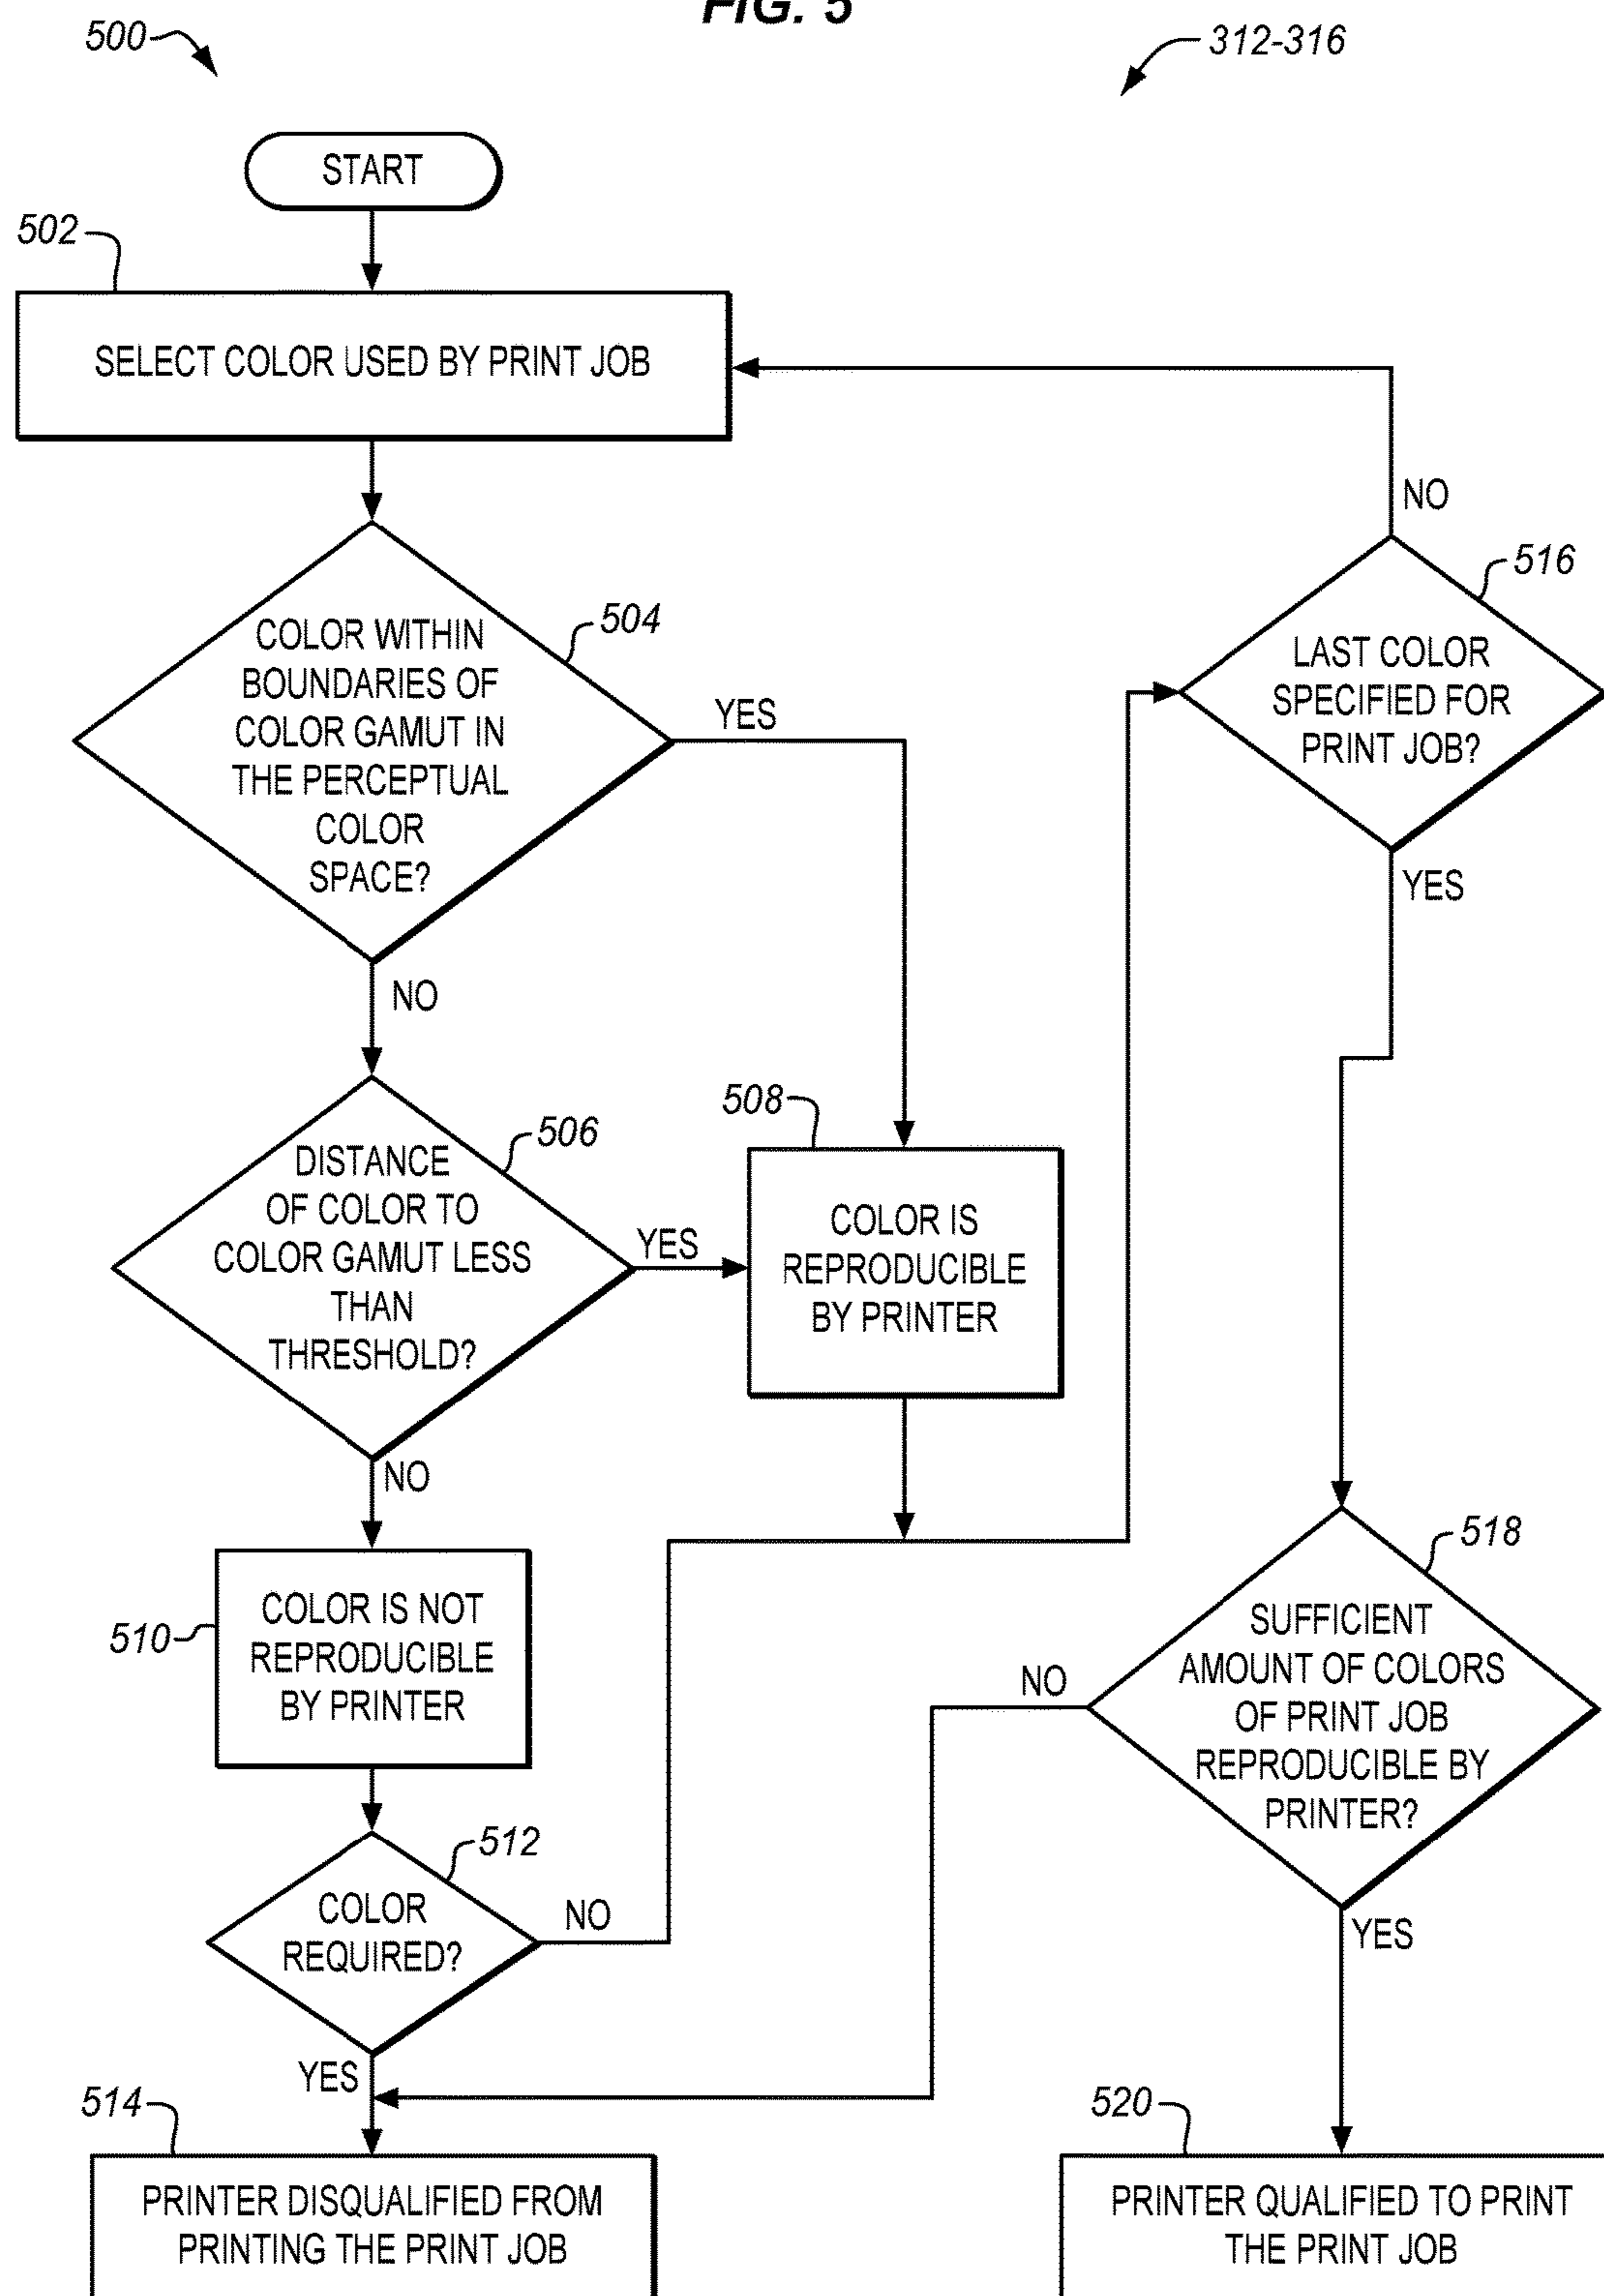 FIG. 5
500
312-316
START
502
SELECT COLOR USED BY PRINT JOB
504
COLOR WITHIN
BOUNDARIES OF
COLOR GAMUT IN
THE PERCEPTUAL
COLOR
SPACE?
YES
NO
506
DISTANCE
OF COLOR TO
COLOR GAMUT LESS
THAN
THRESHOLD?
YES
NO
508
COLOR IS
REPRODUCIBLE
BY PRINTER
510
COLOR IS NOT
REPRODUCIBLE
BY PRINTER
512
COLOR
REQUIRED?
NO
YES
514
PRINTER DISQUALIFIED FROM
PRINTING THE PRINT JOB
NO
516
LAST COLOR
SPECIFIED FOR
PRINT JOB?
YES
518
SUFFICIENT
AMOUNT OF COLORS
OF PRINT JOB
REPRODUCIBLE BY
PRINTER?
NO
YES
520
PRINTER QUALIFIED TO PRINT
THE PRINT JOB